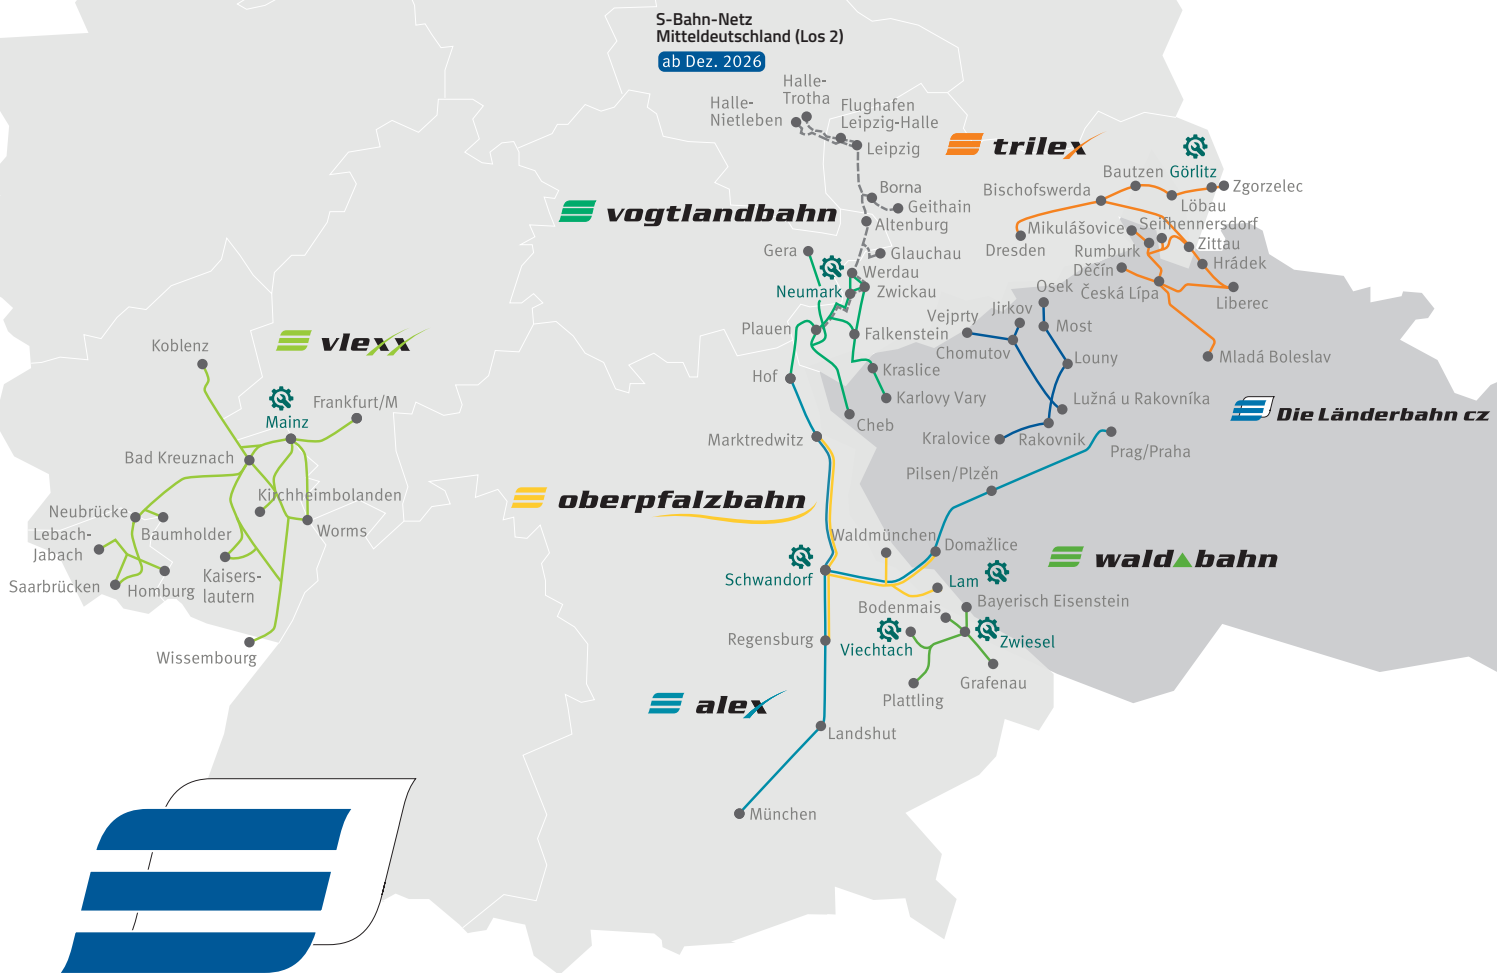 S-Bahn-Netz
Mitteldeutschland (Los 2)
ab Dez. 2026
Halle-
Trotha
Halle-
Nietleben
Flughafen
Leipzig-Halle
Leipzig
trilex
Bautzen
Görlitz
Zgorzelec
Bischofswerda
Löbau
Borna
Geithain
vogtlandbahn
Altenburg
Mikulášovice
Seifhennersdorf
Dresden
Rumburk
Zittau
Gera
Glauchau
Hrádek
Werdau
Děčín
Neumark
Zwickau
Osek
Česká Lípa
Liberec
Jirkov
Vejprty
Plauen
Falkenstein
Most
vlexx
Koblenz
Chomutov
Louny
Mladá Boleslav
Hof
Kraslice
Frankfurt/M
Mainz
Karlovy Vary
Lužná u Rakovníka
Die Länderbahn cz
Cheb
Marktredwitz
Kralovice
Rakovnik
Prag/Praha
Bad Kreuznach
Pilsen/Plzěn
Kirchheimbolanden
oberpfalzbahn
Neubrücke
Baumholder
Worms
Lebach-
Jabach
Waldmünchen
Domažlice
waldbahn
Saarbrücken
Homburg
Kaisers-
lautern
Schwandorf
Lam
Bodenmais
Bayerisch Eisenstein
Regensburg
Viechtach
Zwiesel
Wissembourg
Grafenau
Plattling
alex
Landshut
München